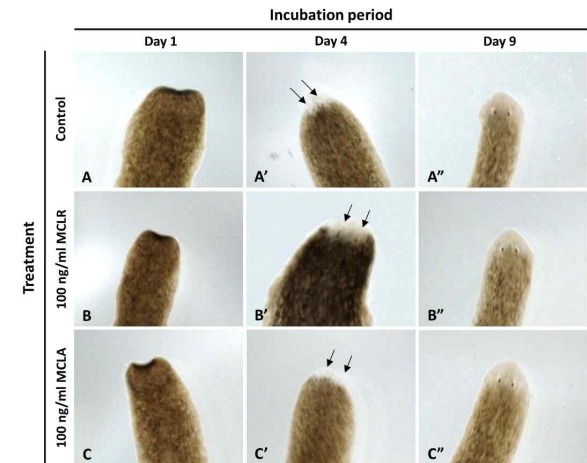 Incubation period
Day 1
Day 4
Day 9
Treatment
Control
A
A’
A”
100 ng/ml MCLR
B
B’
B”
100 ng/ml MCLA
C
C’
C”